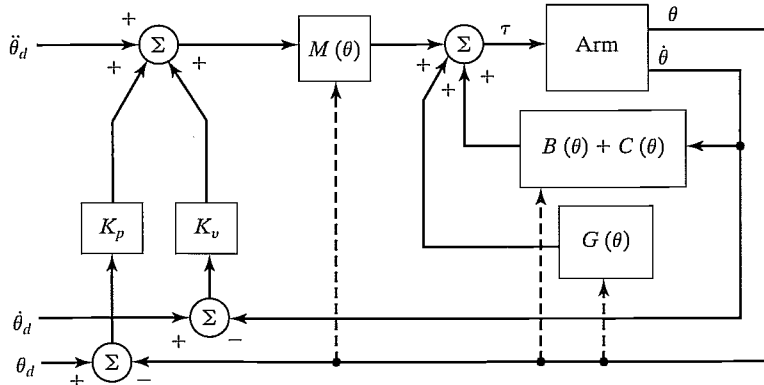 θ
+ +
θ̈_d Σ M (θ) Σ τ Arm
+ + + + θ̇
B (θ) + C (θ)
K_p K_v G (θ)
θ̇_d Σ
+ −
θ_d Σ
+ −